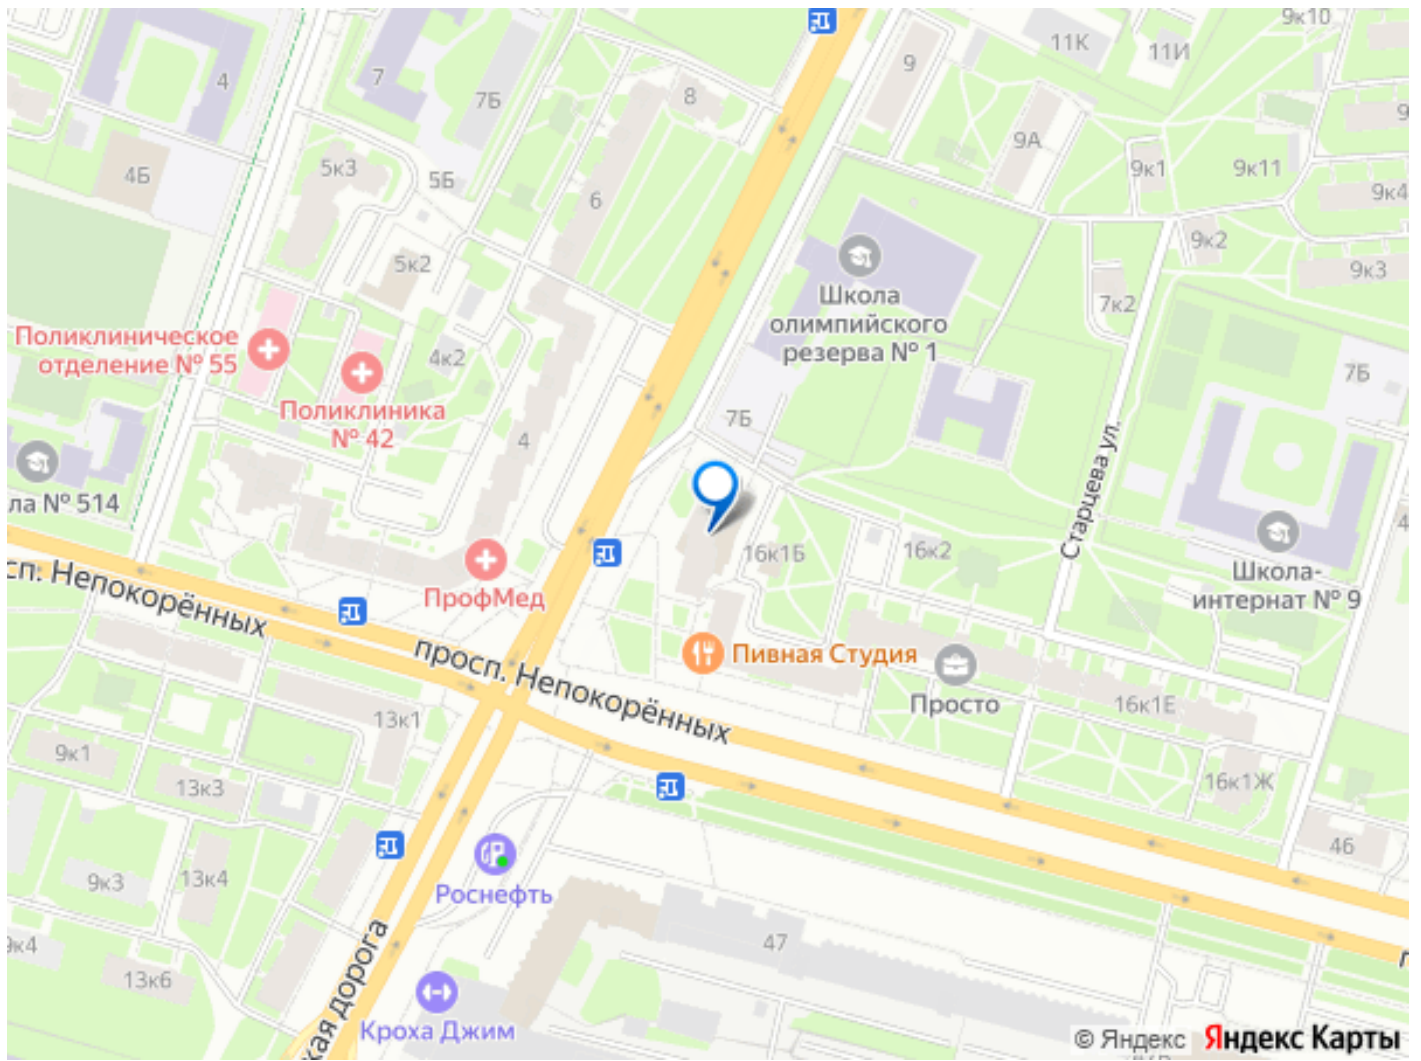 9к10
11К
11И
9
4
7
7Б
8
9
9А
9к1
9к11
5к3
4Б
5Б
9к4
6
9к2
5к2
9к3
Школа
олимпийского
резерва № 1
7к2
Поликлиническое
отделение № 55
4к2
7Б
Поликлиника
№ 42
7Б
4
Старцева ул.
ла № 514
16к1Б
16к2
4
Школа-
интернат № 9
сп. Непокорённых
ПрофМед
просп. Непокорённых
Пивная Студия
Просто
16к1Е
13к1
9к1
13к3
16к1Ж
46
9к3
13к4
Роснефть
кая дорога
47
9к4
13к6
Кроха Джим
© Яндекс Яндекс Карты